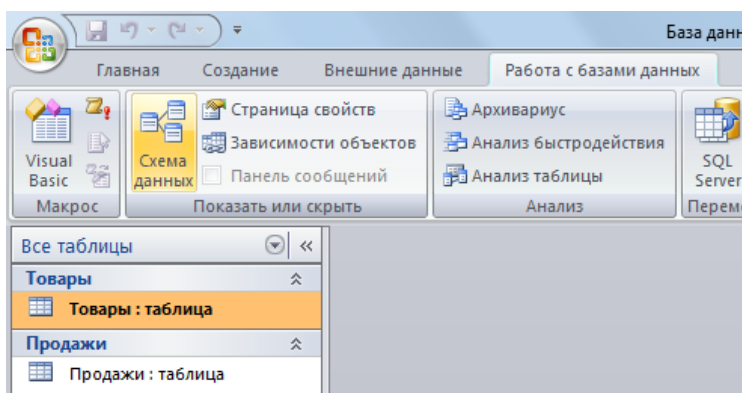 База данн
Главная Создание Внешние данные Работа с базами данных
Visual Basic
Схема данных
Страница свойств
Зависимости объектов
Панель сообщений
Архивариус
Анализ быстродействия
Анализ таблицы
SQL Server
Макрос Показать или скрыть Анализ Перем
Все таблицы
Товары
Товары : таблица
Продажи
Продажи : таблица